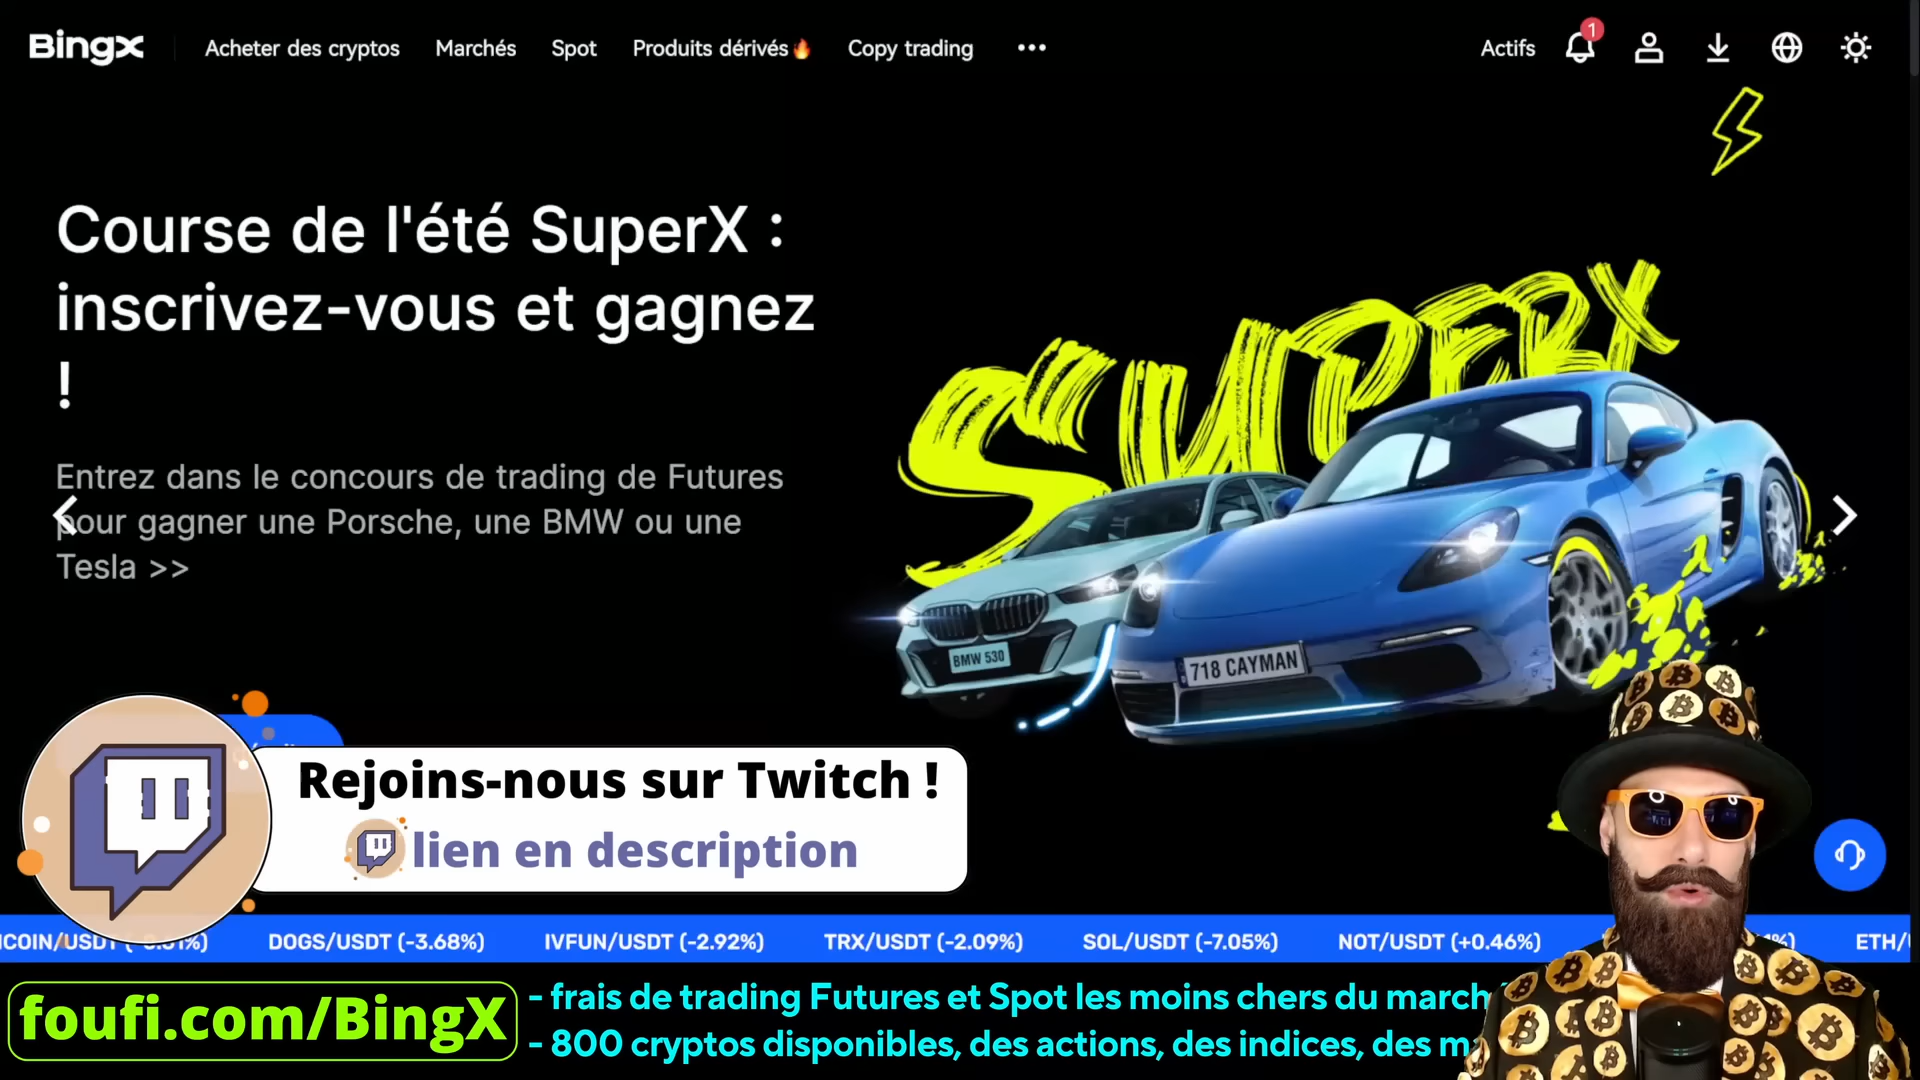 BingX
Acheter des cryptos
Marchés
Spot
Produits dérivés
Copy trading
Actifs
1
Course de l'été SuperX :
inscrivez-vous et gagnez
!
Entrez dans le concours de trading de Futures
pour gagner une Porsche, une BMW ou une
Tesla >>
SUPERX
BMW 530
718 CAYMAN
Rejoins-nous sur Twitch !
lien en description
DOGS/USDT (-3.68%)
IVFUN/USDT (-2.92%)
TRX/USDT (-2.09%)
SOL/USDT (-7.05%)
NOT/USDT (+0.46%)
foufi.com/BingX
- frais de trading Futures et Spot les moins chers du
- 800 cryptos disponibles, des actions, des indices, des